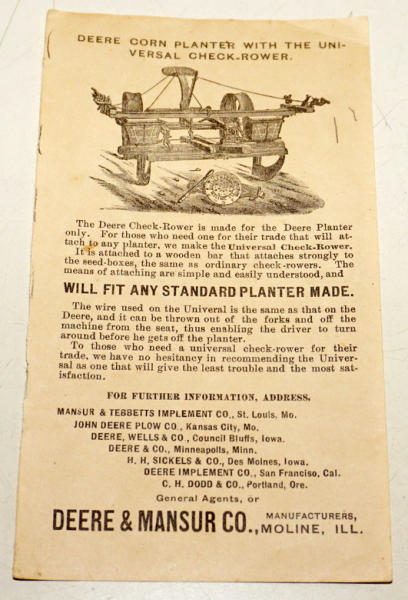 DEERE CORN PLANTER WITH THE UNI-
VERSAL CHECK-ROWER.
The Deere Check-Rower is made for the Deere Planter
only. For those who need one for their trade that will at-
tach to any planter, we make the Universal Check-Rower.
It is attached to a wooden bar that attaches strongly to
the seed-boxes, the same as ordinary check-rowers. The
means of attaching are simple and easily understood, and
WILL FIT ANY STANDARD PLANTER MADE.
The wire used on the Univeral is the same as that on the
Deere, and it can be thrown out of the forks and off the
machine from the seat, thus enabling the driver to turn
around before he gets off the planter.
To those who need a universal check-rower for their
trade, we have no hesitancy in recommending the Univer-
sal as one that will give the least trouble and the most sat-
isfaction.
FOR FURTHER INFORMATION, ADDRESS.
MANSUR & TEBBETTS IMPLEMENT CO., St. Louis, Mo.
JOHN DEERE PLOW CO., Kansas City, Mo.
DEERE, WELLS & CO., Council Bluffs, Iowa.
DEERE & CO., Minneapolis, Minn.
H. H. SICKELS & CO., Des Moines, Iowa.
DEERE IMPLEMENT CO., San Franciso, Cal.
C. H. DODD & CO., Portland, Ore.
General Agents, or
DEERE & MANSUR CO., MANUFACTURERS,
MOLINE, ILL.